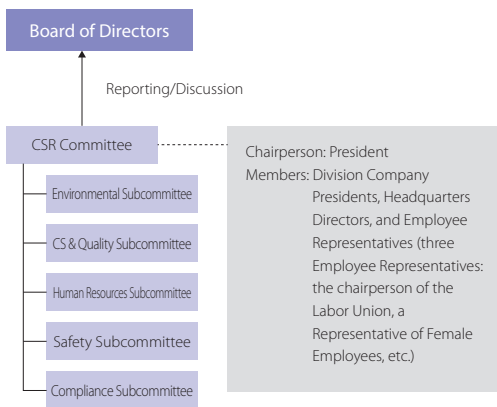 Board of Directors
Reporting/Discussion
CSR Committee
Environmental Subcommittee
CS & Quality Subcommittee
Human Resources Subcommittee
Safety Subcommittee
Compliance Subcommittee
Chairperson: President
Members: Division Company
Presidents, Headquarters
Directors, and Employee
Representatives (three
Employee Representatives:
the chairperson of the
Labor Union, a
Representative of Female
Employees, etc.)